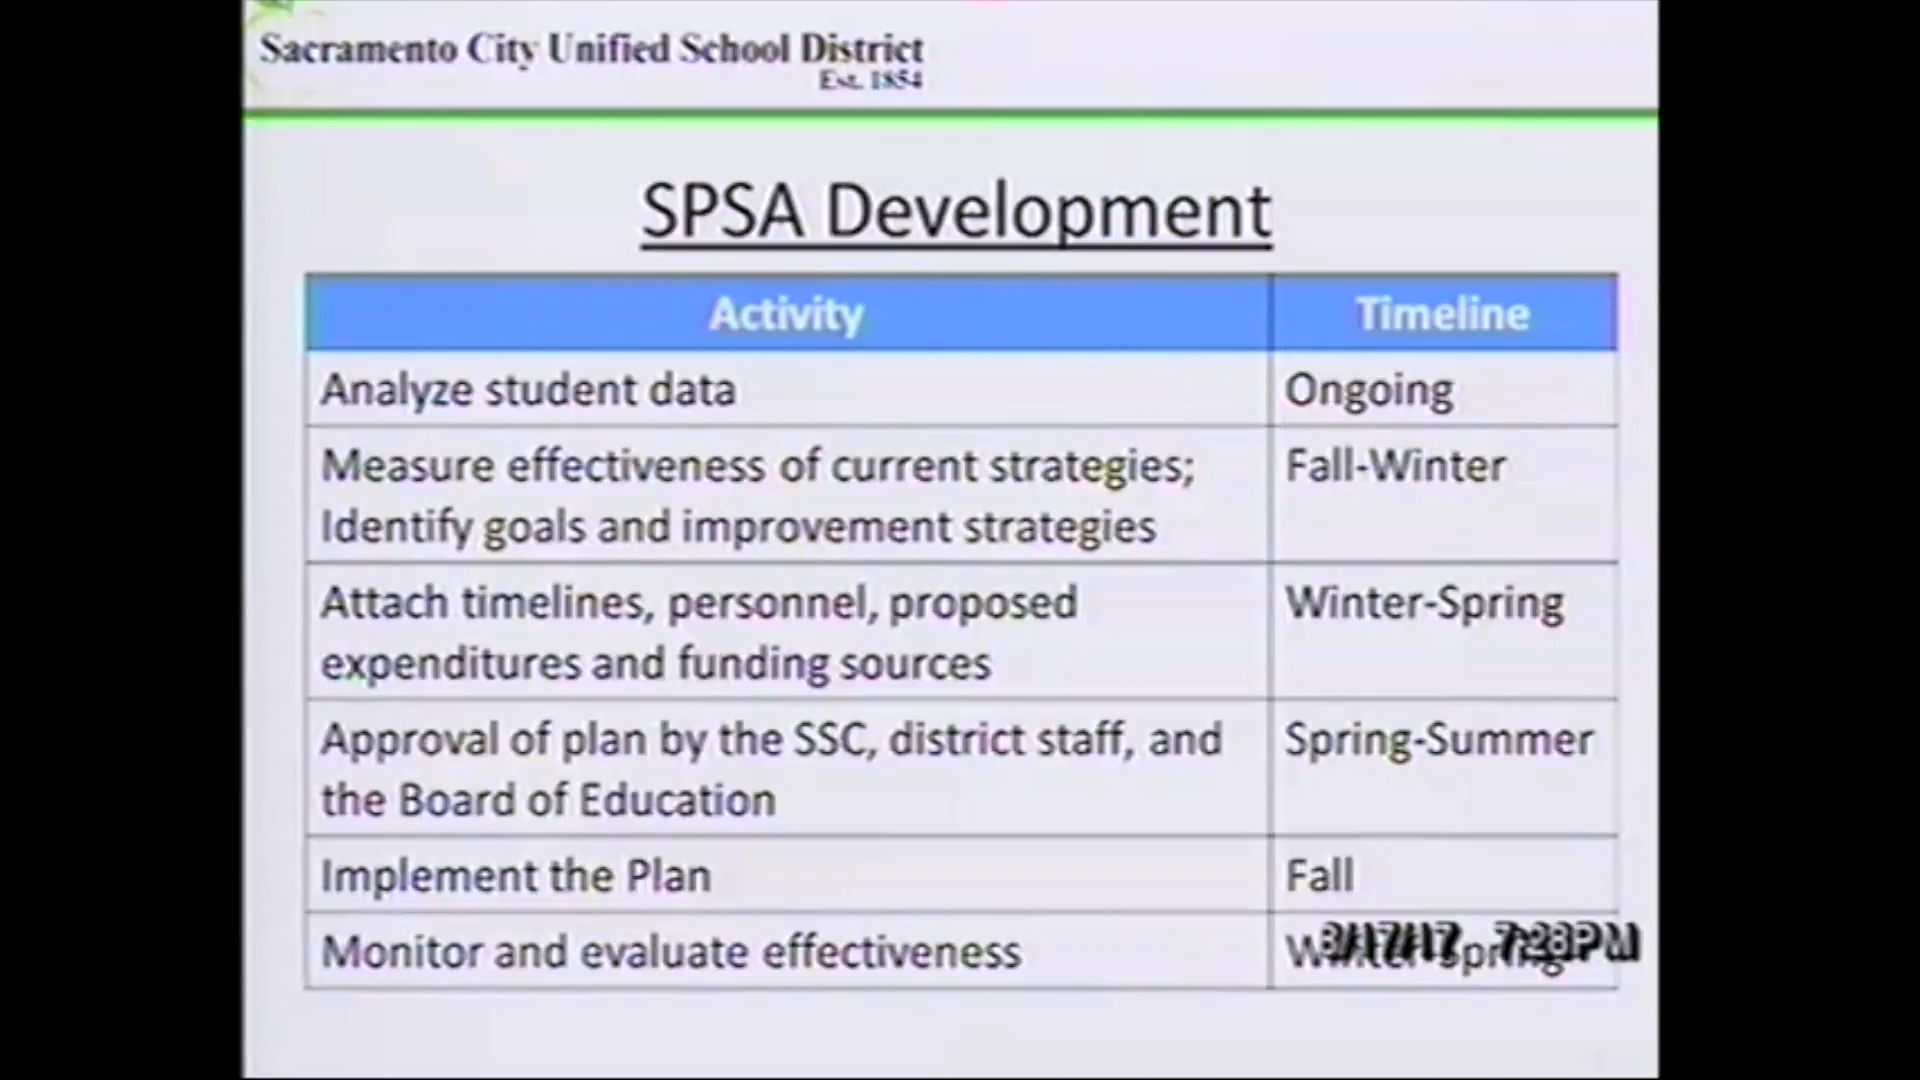 Sacramento City Unified School District
Est. 1854
SPSA Development
Activity Timeline
Analyze student data Ongoing
Measure effectiveness of current strategies; Fall-Winter
Identify goals and improvement strategies
Attach timelines, personnel, proposed Winter-Spring
expenditures and funding sources
Approval of plan by the SSC, district staff, and Spring-Summer
the Board of Education
Implement the Plan Fall
Monitor and evaluate effectiveness Winter-Spring